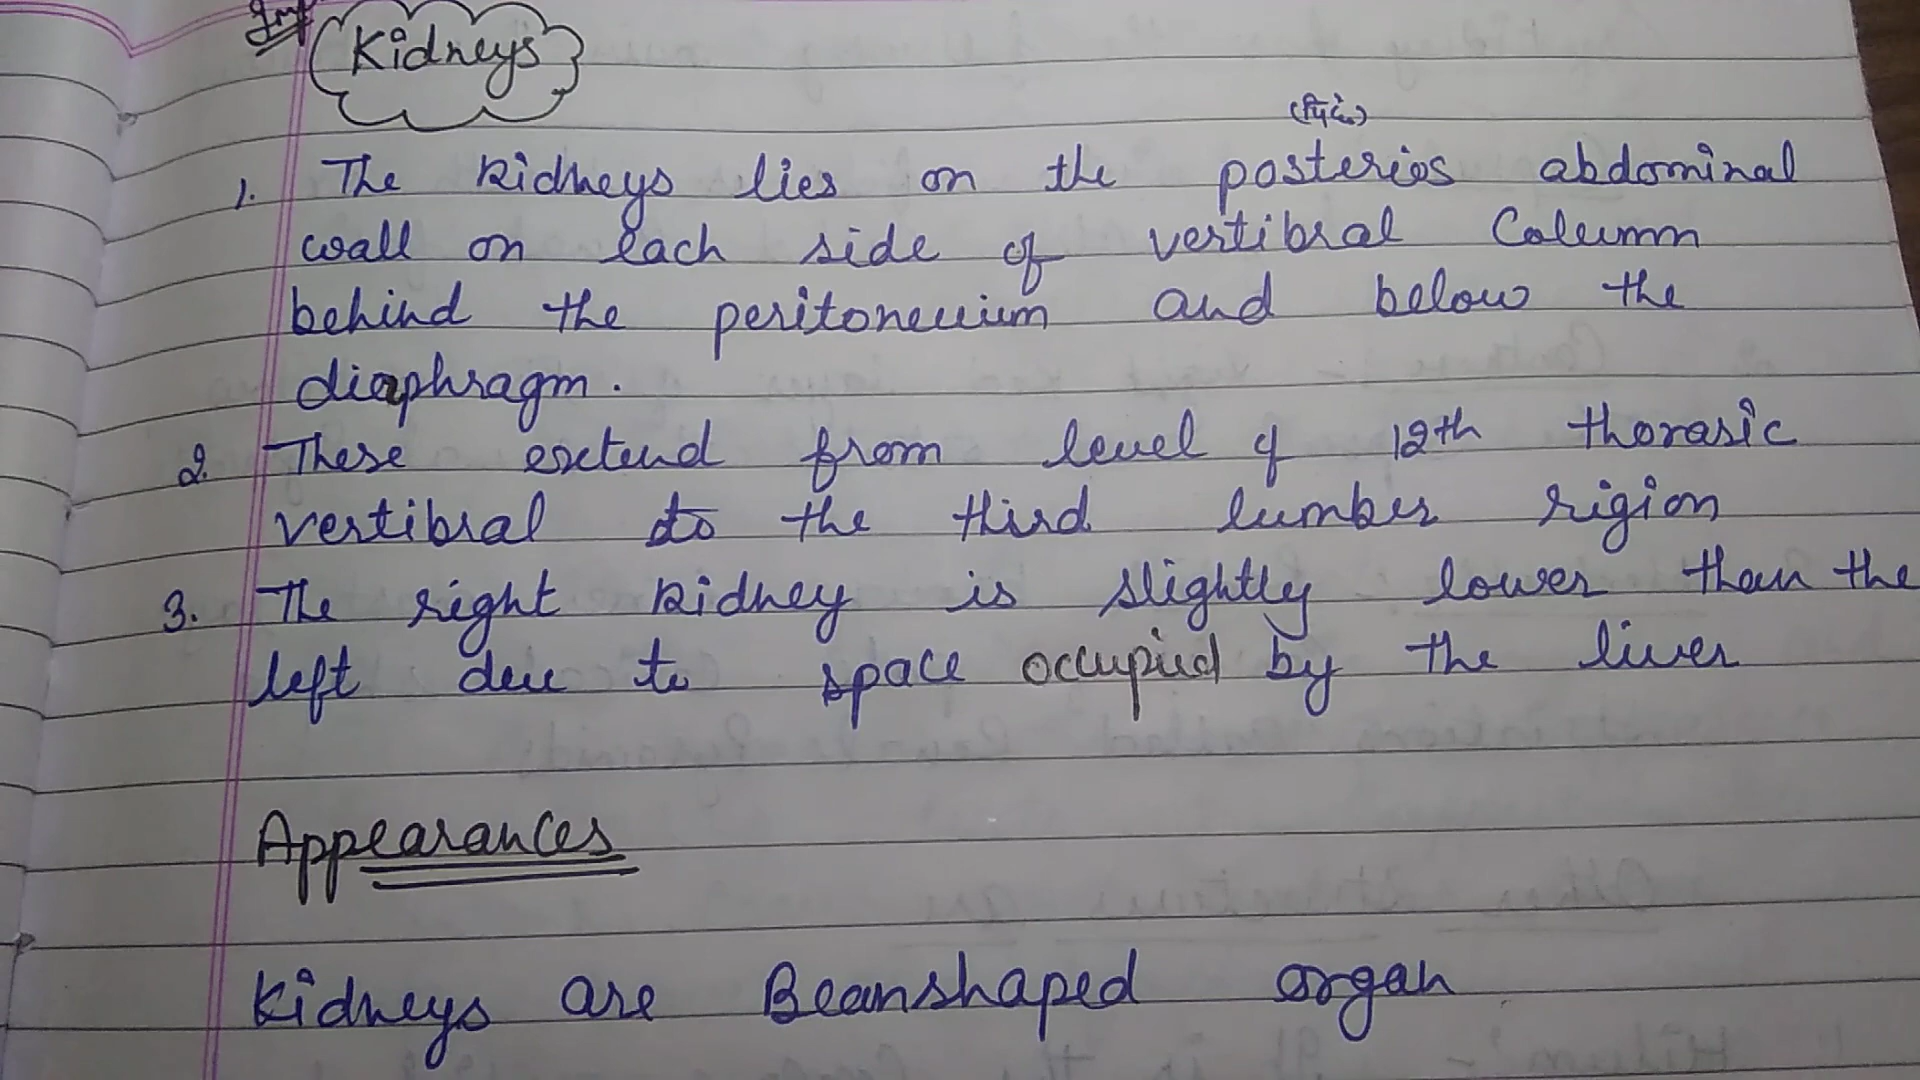 Imp Kidneys
1. The Kidneys lies on the posterior abdominal
wall on each side of vertibral Column
behind the peritoneuium and below the
diaphragm.
2. These extend from level of 12th thorasic
vertibral to the third lumber rigion
3. The right Kidney is slightly lower than the
left due to space occupied by the liver
Appearances
Kidneys are Beanshaped organ